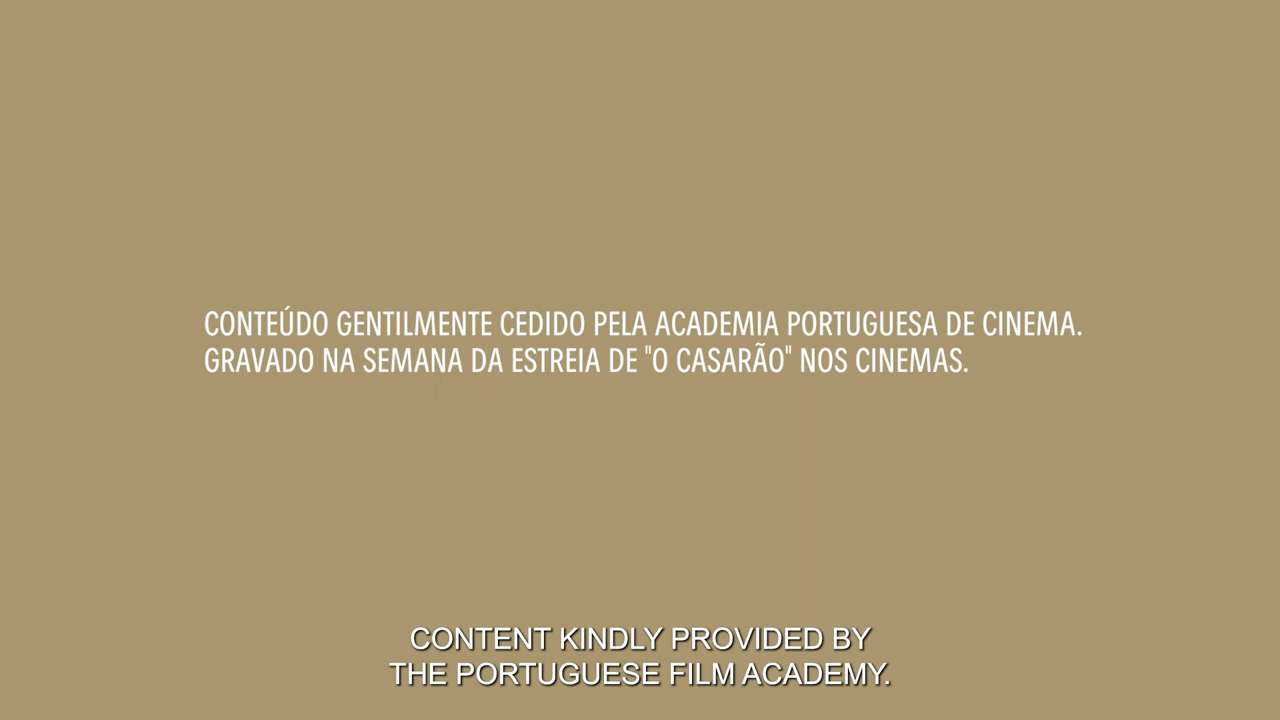 CONTEÚDO GENTILMENTE CEDIDO PELA ACADEMIA PORTUGUESA DE CINEMA.
GRAVADO NA SEMANA DA ESTREIA DE "O CASARÃO" NOS CINEMAS.
CONTENT KINDLY PROVIDED BY
THE PORTUGUESE FILM ACADEMY.